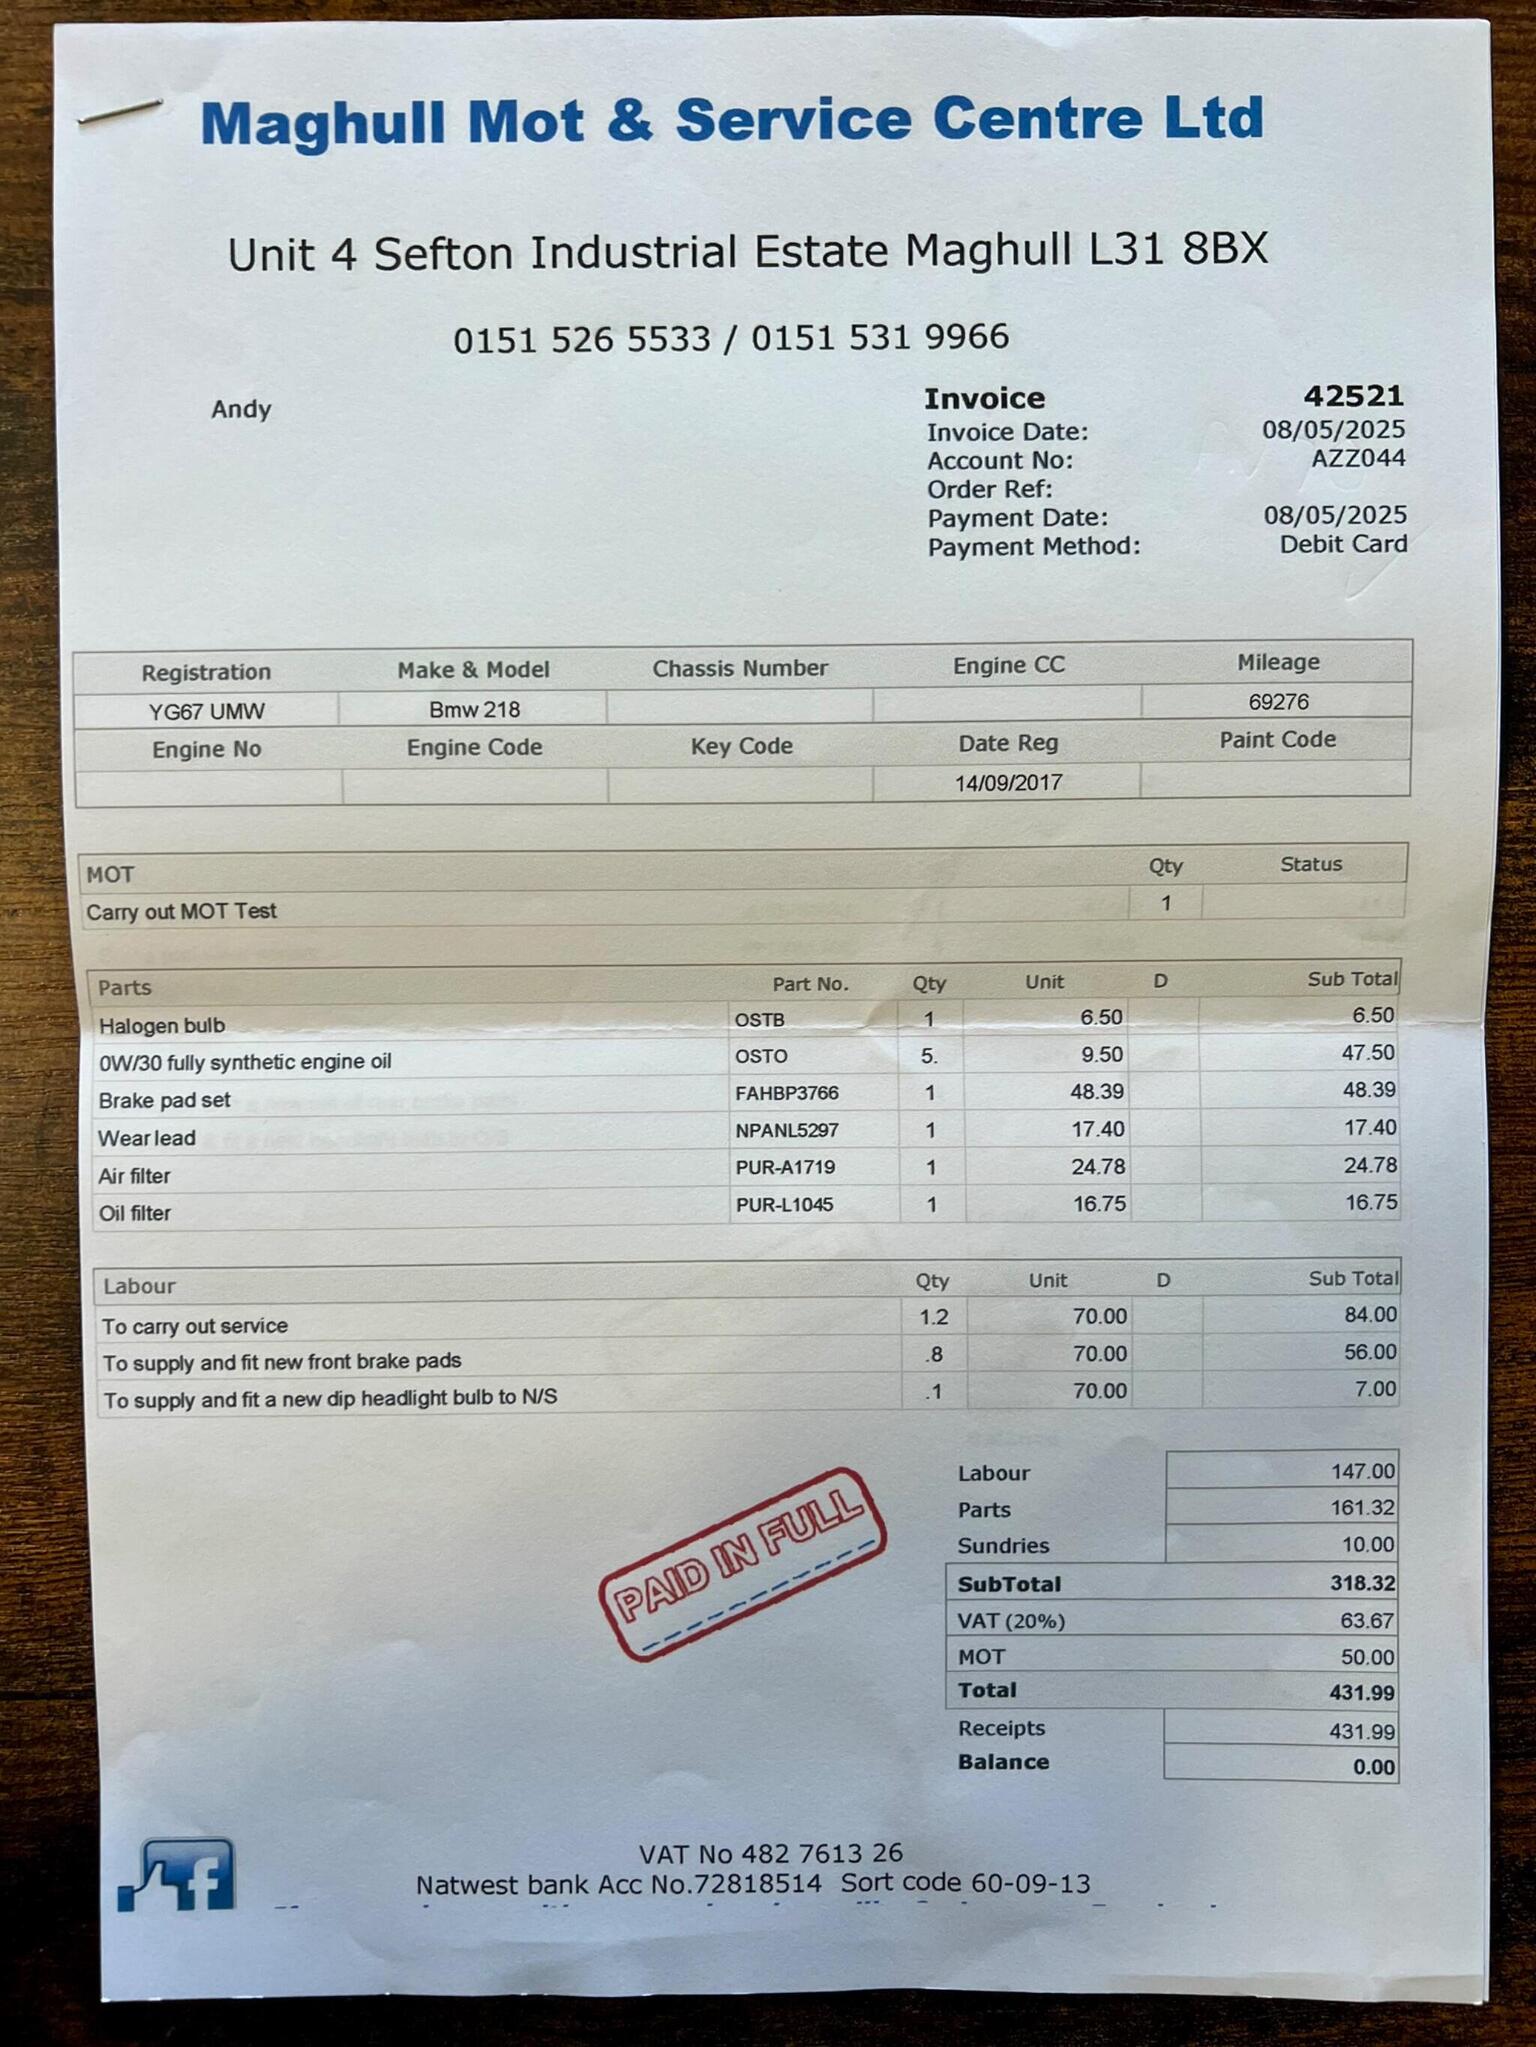 Maghull Mot & Service Centre Ltd
Unit 4 Sefton Industrial Estate Maghull L31 8BX
0151 526 5533 / 0151 531 9966
Andy
Invoice 42521
Invoice Date: 08/05/2025
Account No: AZZ044
Order Ref:
Payment Date: 08/05/2025
Payment Method: Debit Card
Registration Make & Model Chassis Number Engine CC Mileage
YG67 UMW Bmw 218 69276
Engine No Engine Code Key Code Date Reg Paint Code
14/09/2017
MOT Qty Status
Carry out MOT Test 1
Parts Part No. Qty Unit D Sub Total
Halogen bulb OSTB 1 6.50 6.50
0W/30 fully synthetic engine oil OSTO 5. 9.50 47.50
Brake pad set FAHBP3766 1 48.39 48.39
Wear lead NPANL5297 1 17.40 17.40
Air filter PUR-A1719 1 24.78 24.78
Oil filter PUR-L1045 1 16.75 16.75
Labour Qty Unit D Sub Total
To carry out service 1.2 70.00 84.00
To supply and fit new front brake pads .8 70.00 56.00
To supply and fit a new dip headlight bulb to N/S .1 70.00 7.00
Labour 147.00
Parts 161.32
Sundries 10.00
SubTotal 318.32
VAT (20%) 63.67
MOT 50.00
Total 431.99
Receipts 431.99
Balance 0.00
PAID IN FULL
VAT No 482 7613 26
Natwest bank Acc No.72818514 Sort code 60-09-13
f